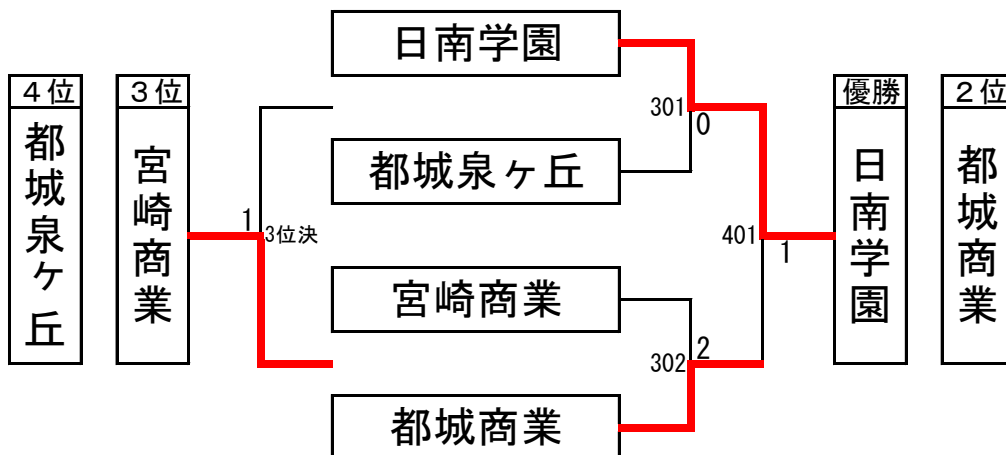 日南学園
4位
3位
優勝
2位
301
0
都城泉ヶ丘
宮崎商業
都城泉ヶ丘
日南学園
都城商業
1
3位決
401
1
宮崎商業
302
2
都城商業